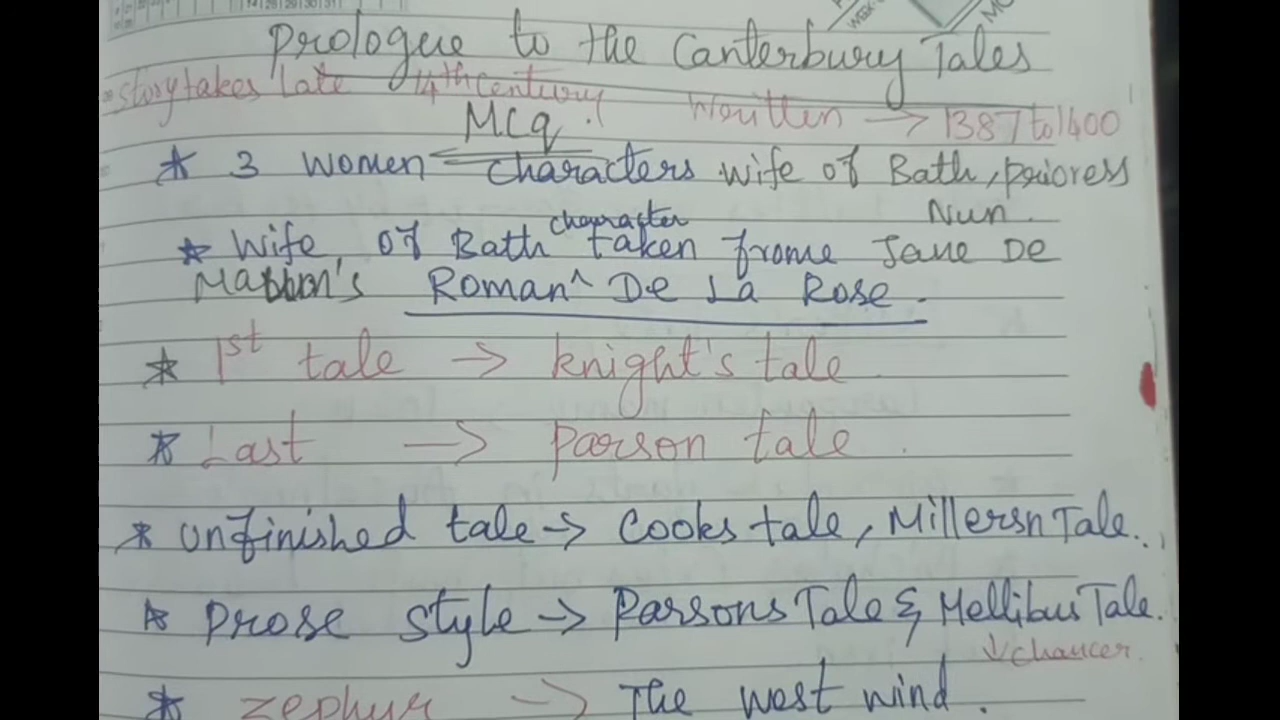 Prologue to the Canterbury Tales
story takes late 14th Century. Written → 1387 to 1400
MCQ
* 3 women characters wife of Bath, prioress
Nun.
* Wife of Bath character taken frome Jane De
Roman De La Rose.
* 1st tale → knight's tale
* Last → Parson tale.
* unfinished tale → Cooks tale, Millersn Tale..
* Prose style → Parsons Tale & Mellibus Tale.
↓ chaucer.
* zephyr → The west wind.